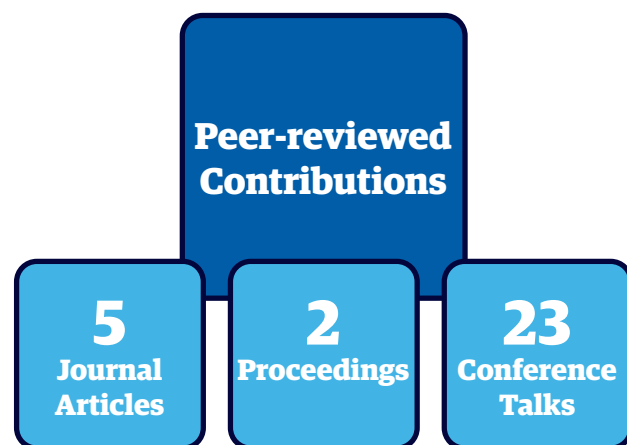 Peer-reviewed
Contributions
5
Journal
Articles
2
Proceedings
23
Conference
Talks